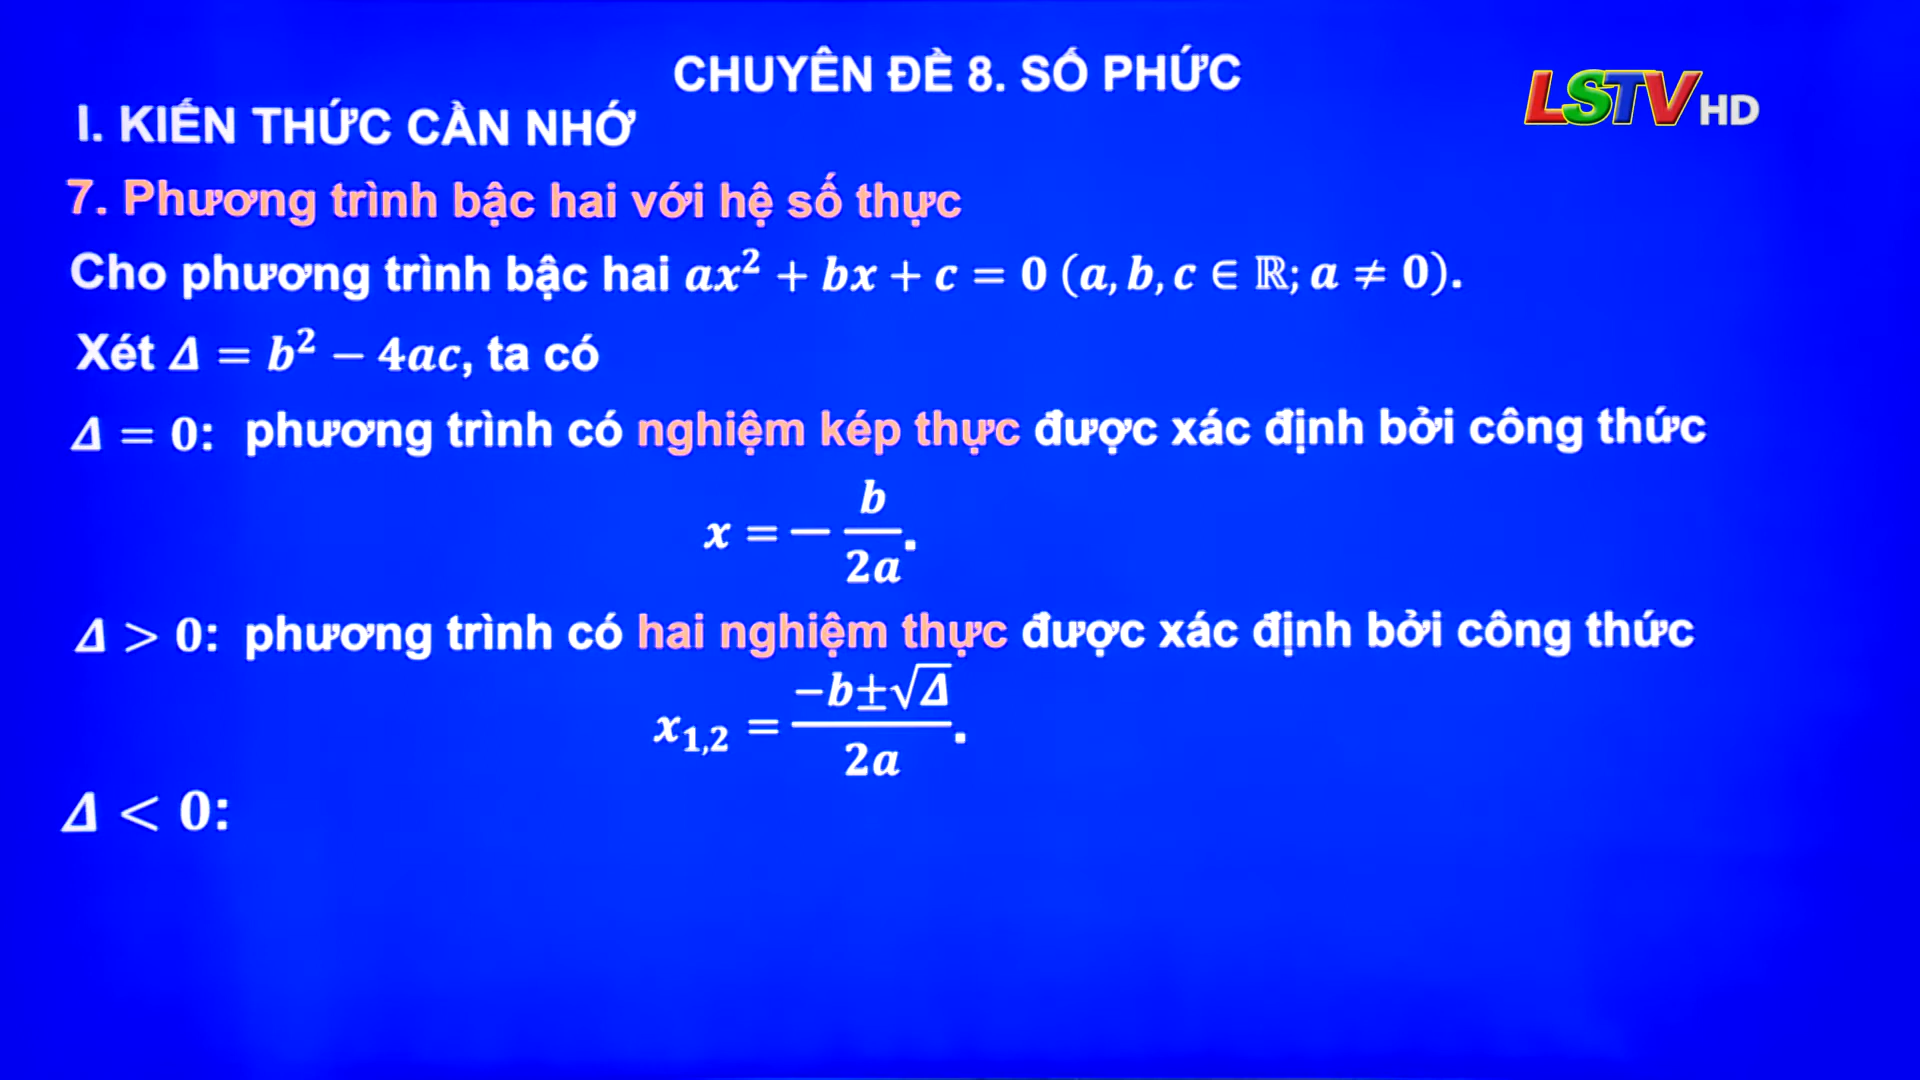 CHUYÊN ĐỀ 8. SỐ PHỨC
LSTV HD
I. KIẾN THỨC CẦN NHỚ
7. Phương trình bậc hai với hệ số thực
Cho phương trình bậc hai ax² + bx + c = 0 (a, b, c ∈ ℝ; a ≠ 0).
Xét Δ = b² − 4ac, ta có
Δ = 0: phương trình có nghiệm kép thực được xác định bởi công thức
x = − b/2a.
Δ > 0: phương trình có hai nghiệm thực được xác định bởi công thức
x₁,₂ = (−b±√Δ)/2a.
Δ < 0: